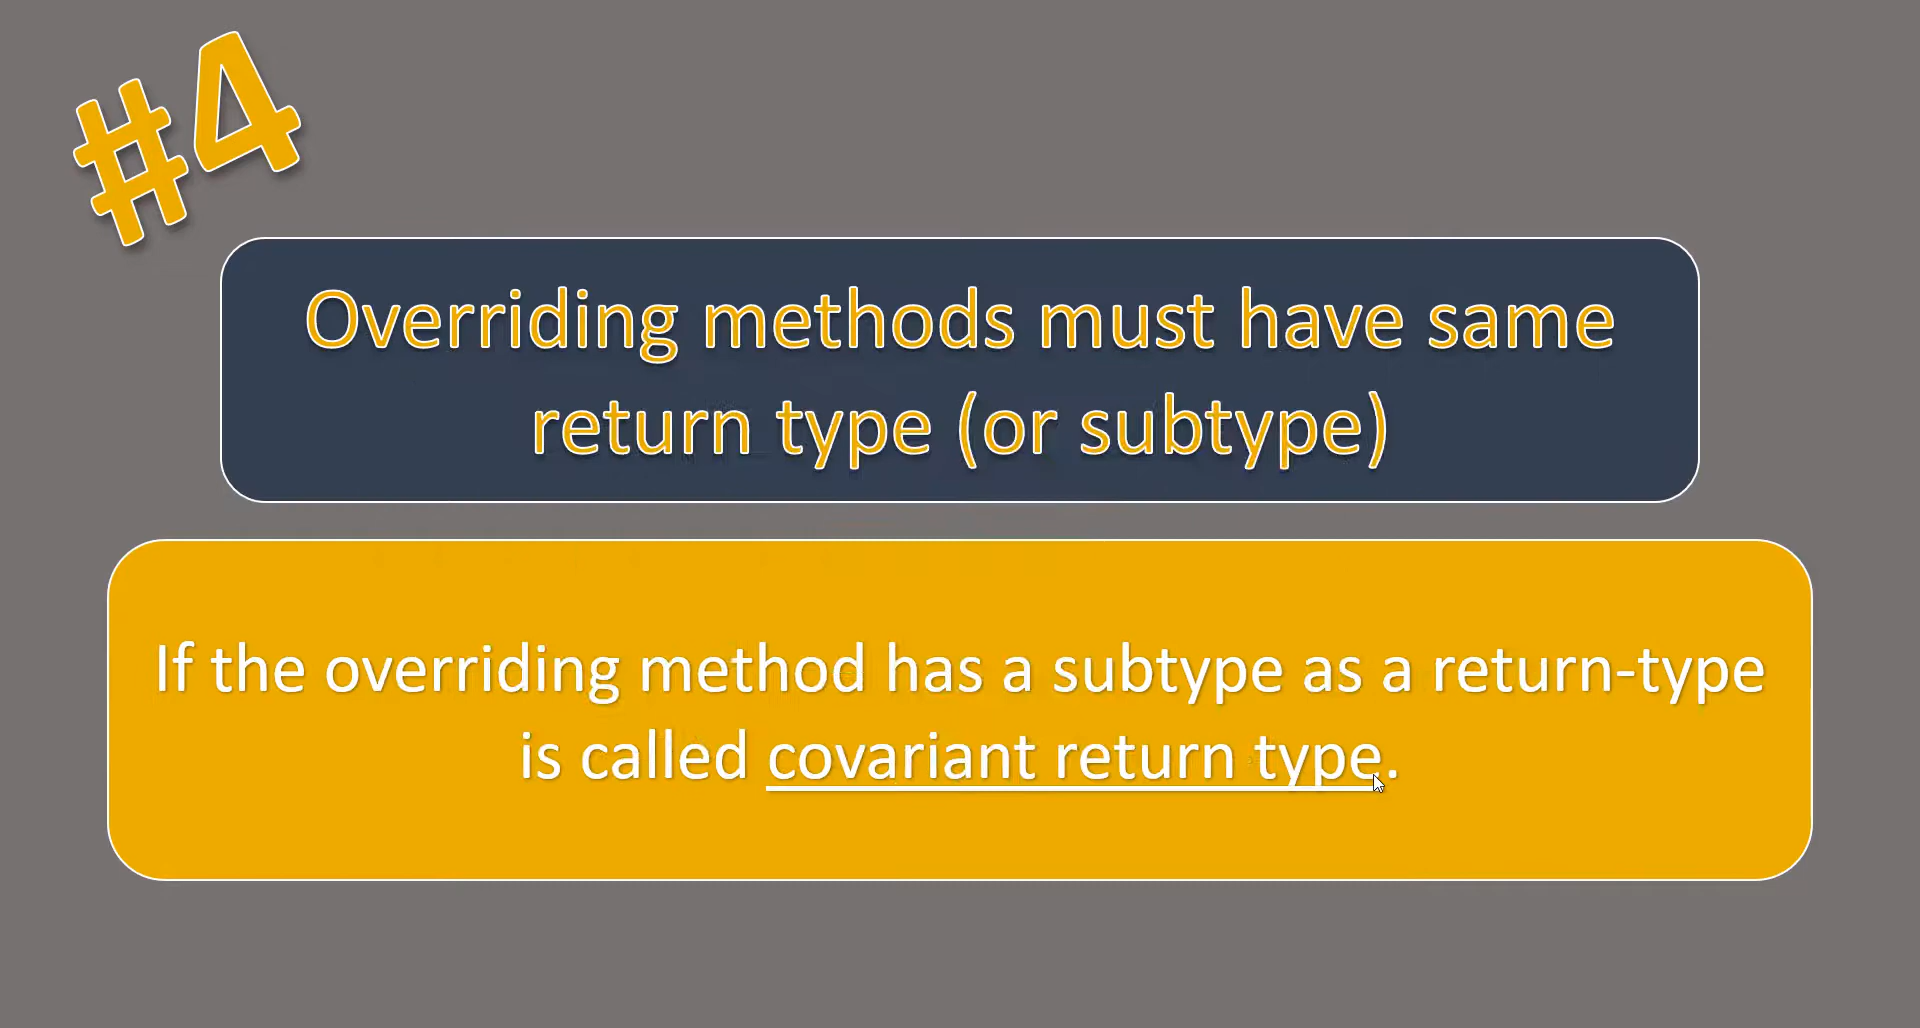 #4
Overriding methods must have same
return type (or subtype)
If the overriding method has a subtype as a return-type
is called covariant return type.